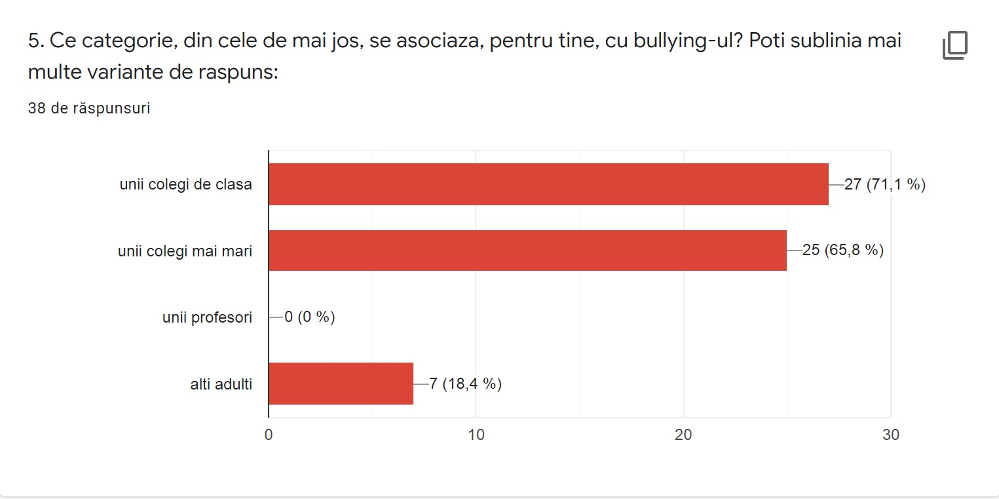 5. Ce categorie, din cele de mai jos, se asociaza, pentru tine, cu bullying-ul? Poti sublinia mai
multe variante de raspuns:
38 de răspunsuri
unii colegi de clasa
27 (71,1 %)
unii colegi mai mari
25 (65,8 %)
unii profesori
0 (0 %)
alti adulti
7 (18,4 %)
0
10
20
30